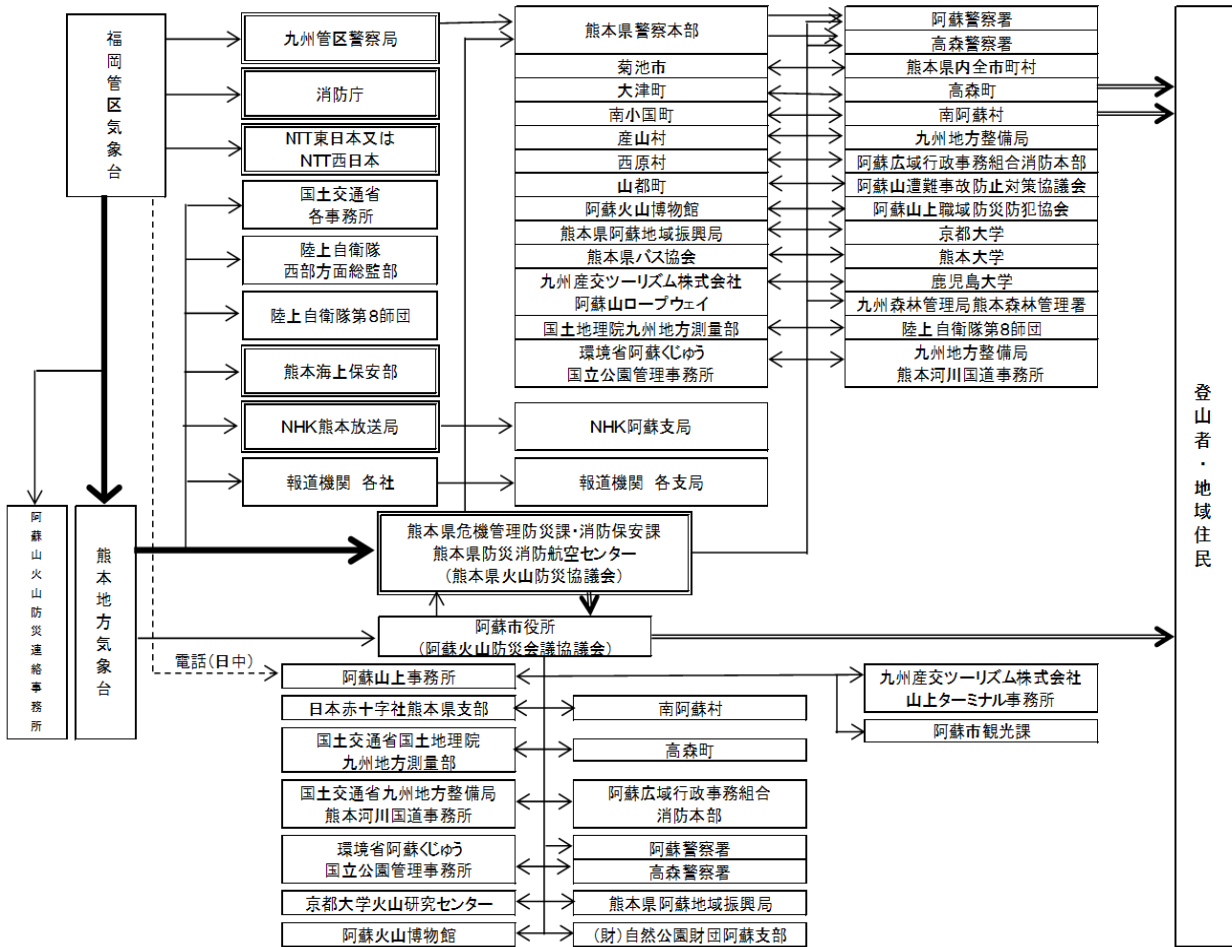 福岡管区気象台
九州管区警察局
消防庁
NTT東日本又は
NTT西日本
国土交通省
各事務所
陸上自衛隊
西部方面総監部
陸上自衛隊第8師団
熊本海上保安部
NHK熊本放送局
報道機関 各社
熊本県警察本部
菊池市
大津町
南小国町
産山村
西原村
山都町
阿蘇火山博物館
熊本県阿蘇地域振興局
熊本県バス協会
九州産交ツーリズム株式会社
阿蘇山ロープウェイ
国土地理院九州地方測量部
環境省阿蘇くじゅう
国立公園管理事務所
NHK阿蘇支局
報道機関 各支局
阿蘇警察署
高森警察署
熊本県内全市町村
高森町
南阿蘇村
九州地方整備局
阿蘇広域行政事務組合消防本部
阿蘇山遭難事故防止対策協議会
阿蘇山上職域防災防犯協会
京都大学
熊本大学
鹿児島大学
九州森林管理局熊本森林管理署
陸上自衛隊第8師団
九州地方整備局
熊本河川国道事務所
登山者・地域住民
阿蘇山火山防災連絡事務所
熊本地方気象台
熊本県危機管理防災課・消防保安課
熊本県防災消防航空センター
(熊本県火山防災協議会)
阿蘇市役所
(阿蘇火山防災会議協議会)
電話(日中)
阿蘇山上事務所
九州産交ツーリズム株式会社
山上ターミナル事務所
阿蘇市観光課
日本赤十字社熊本県支部
南阿蘇村
国土交通省国土地理院
九州地方測量部
高森町
国土交通省九州地方整備局
熊本河川国道事務所
阿蘇広域行政事務組合
消防本部
環境省阿蘇くじゅう
国立公園管理事務所
阿蘇警察署
高森警察署
京都大学火山研究センター
熊本県阿蘇地域振興局
阿蘇火山博物館
(財)自然公園財団阿蘇支部